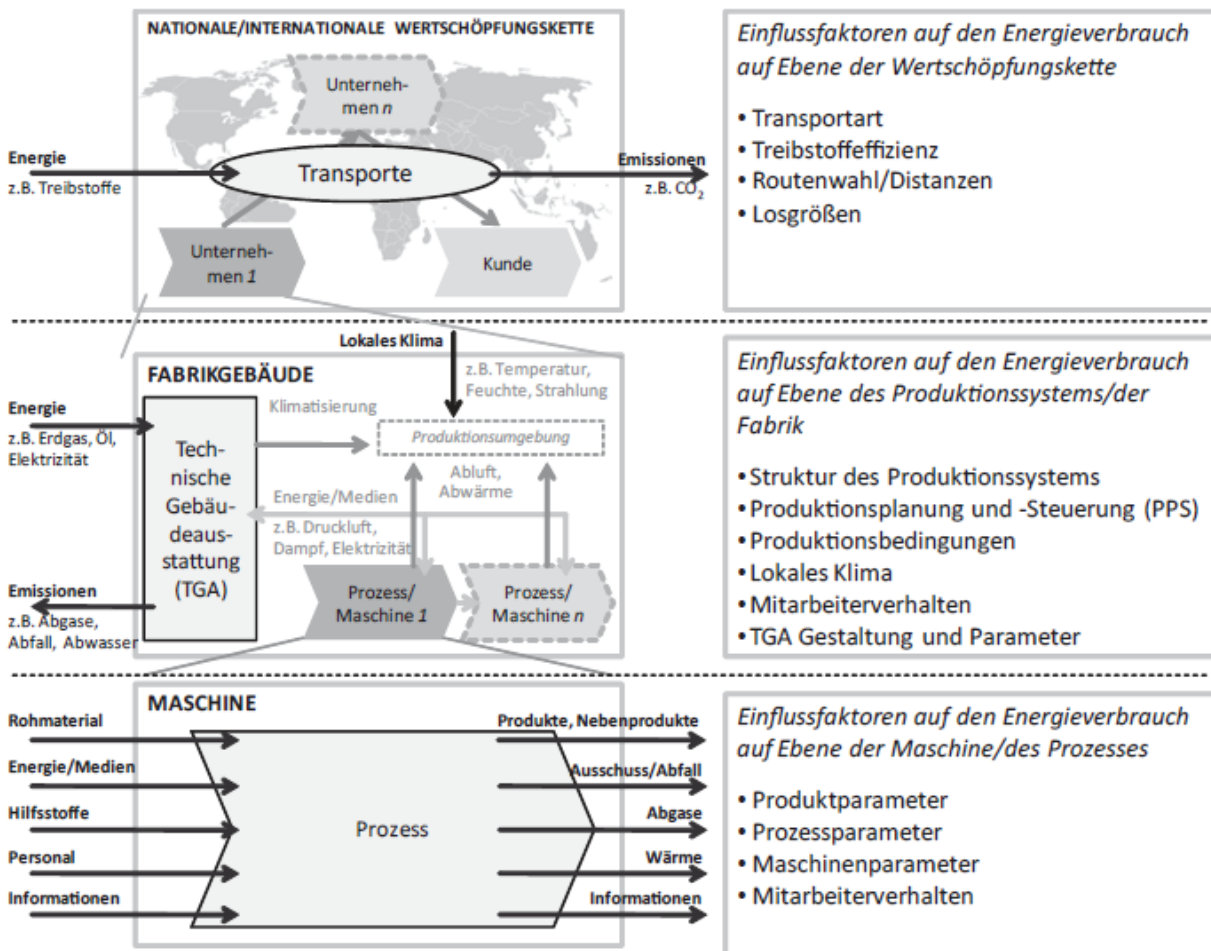 NATIONALE/INTERNATIONALE WERTSCHÖPFUNGSKETTE
Unterneh-
men n
Energie
z.B. Treibstoffe
Transporte
Emissionen
z.B. CO₂
Unterneh-
men 1
Kunde
Einflussfaktoren auf den Energieverbrauch
auf Ebene der Wertschöpfungskette
• Transportart
• Treibstoffeffizienz
• Routenwahl/Distanzen
• Losgrößen
Lokales Klima
z.B. Temperatur,
Feuchte, Strahlung
FABRIKGEBÄUDE
Energie
z.B. Erdgas, Öl,
Elektrizität
Klimatisierung
Produktionsumgebung
Tech-
nische
Gebäu-
deaus-
stattung
(TGA)
Abluft,
Abwärme
Energie/Medien
z.B. Druckluft,
Dampf, Elektrizität
Emissionen
z.B. Abgase,
Abfall, Abwasser
Prozess/
Maschine 1
Prozess/
Maschine n
Einflussfaktoren auf den Energieverbrauch
auf Ebene des Produktionssystems/der
Fabrik
• Struktur des Produktionssystems
• Produktionsplanung und -Steuerung (PPS)
• Produktionsbedingungen
• Lokales Klima
• Mitarbeiterverhalten
• TGA Gestaltung und Parameter
MASCHINE
Rohmaterial
Energie/Medien
Hilfsstoffe
Personal
Informationen
Prozess
Produkte, Nebenprodukte
Ausschuss/Abfall
Abgase
Wärme
Informationen
Einflussfaktoren auf den Energieverbrauch
auf Ebene der Maschine/des Prozesses
• Produktparameter
• Prozessparameter
• Maschinenparameter
• Mitarbeiterverhalten